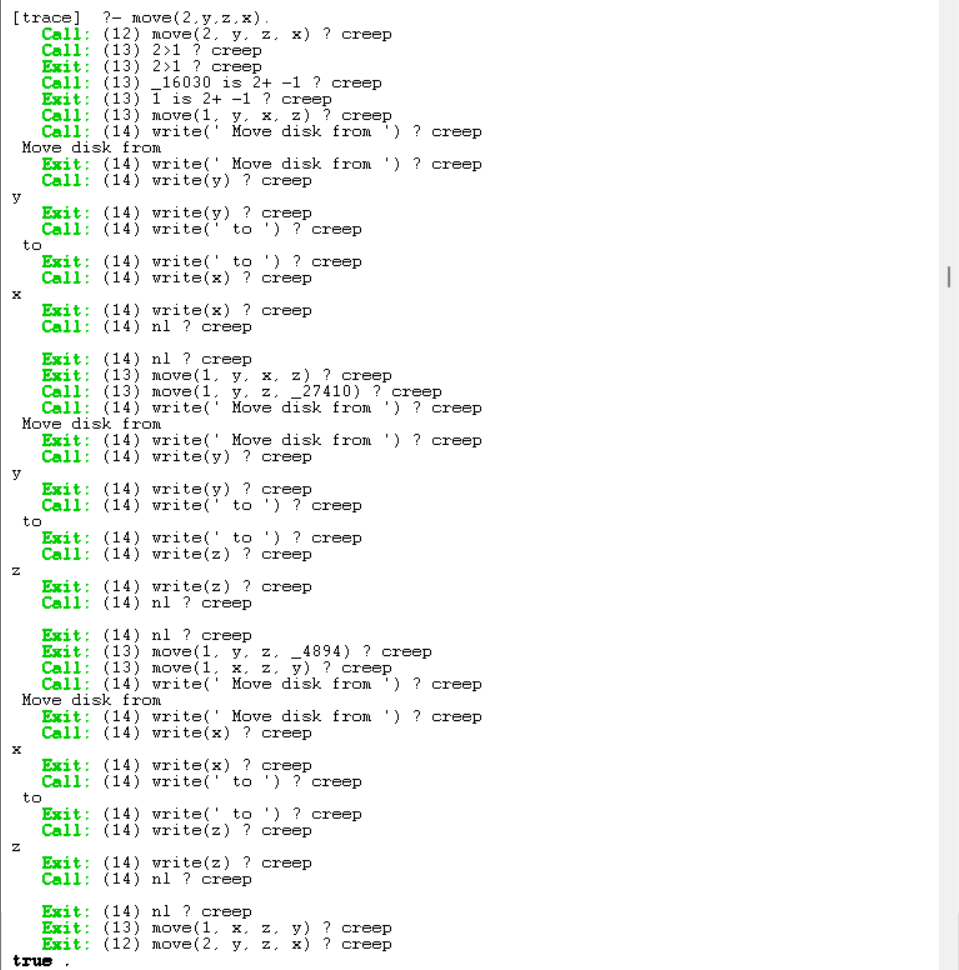 [trace]  ?- move(2,y,z,x).
   Call: (12) move(2, y, z, x) ? creep
   Call: (13) 2>1 ? creep
   Exit: (13) 2>1 ? creep
   Call: (13) _16030 is 2+ -1 ? creep
   Exit: (13) 1 is 2+ -1 ? creep
   Call: (13) move(1, y, x, z) ? creep
   Call: (14) write(' Move disk from ') ? creep
 Move disk from
   Exit: (14) write(' Move disk from ') ? creep
   Call: (14) write(y) ? creep
y
   Exit: (14) write(y) ? creep
   Call: (14) write(' to ') ? creep
 to
   Exit: (14) write(' to ') ? creep
   Call: (14) write(x) ? creep
x
   Exit: (14) write(x) ? creep
   Call: (14) nl ? creep

   Exit: (14) nl ? creep
   Exit: (13) move(1, y, x, z) ? creep
   Call: (13) move(1, y, z, _27410) ? creep
   Call: (14) write(' Move disk from ') ? creep
 Move disk from
   Exit: (14) write(' Move disk from ') ? creep
   Call: (14) write(y) ? creep
y
   Exit: (14) write(y) ? creep
   Call: (14) write(' to ') ? creep
 to
   Exit: (14) write(' to ') ? creep
   Call: (14) write(z) ? creep
z
   Exit: (14) write(z) ? creep
   Call: (14) nl ? creep

   Exit: (14) nl ? creep
   Exit: (13) move(1, y, z, _4894) ? creep
   Call: (13) move(1, x, z, y) ? creep
   Call: (14) write(' Move disk from ') ? creep
 Move disk from
   Exit: (14) write(' Move disk from ') ? creep
   Call: (14) write(x) ? creep
x
   Exit: (14) write(x) ? creep
   Call: (14) write(' to ') ? creep
 to
   Exit: (14) write(' to ') ? creep
   Call: (14) write(z) ? creep
z
   Exit: (14) write(z) ? creep
   Call: (14) nl ? creep

   Exit: (14) nl ? creep
   Exit: (13) move(1, x, z, y) ? creep
   Exit: (12) move(2, y, z, x) ? creep
true .